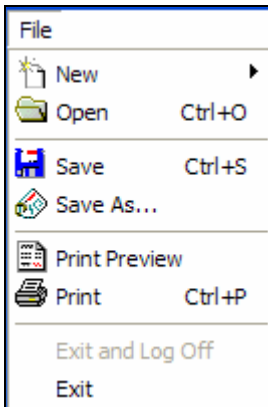 File
New
Open Ctrl+O
Save Ctrl+S
Save As...
Print Preview
Print Ctrl+P
Exit and Log Off
Exit